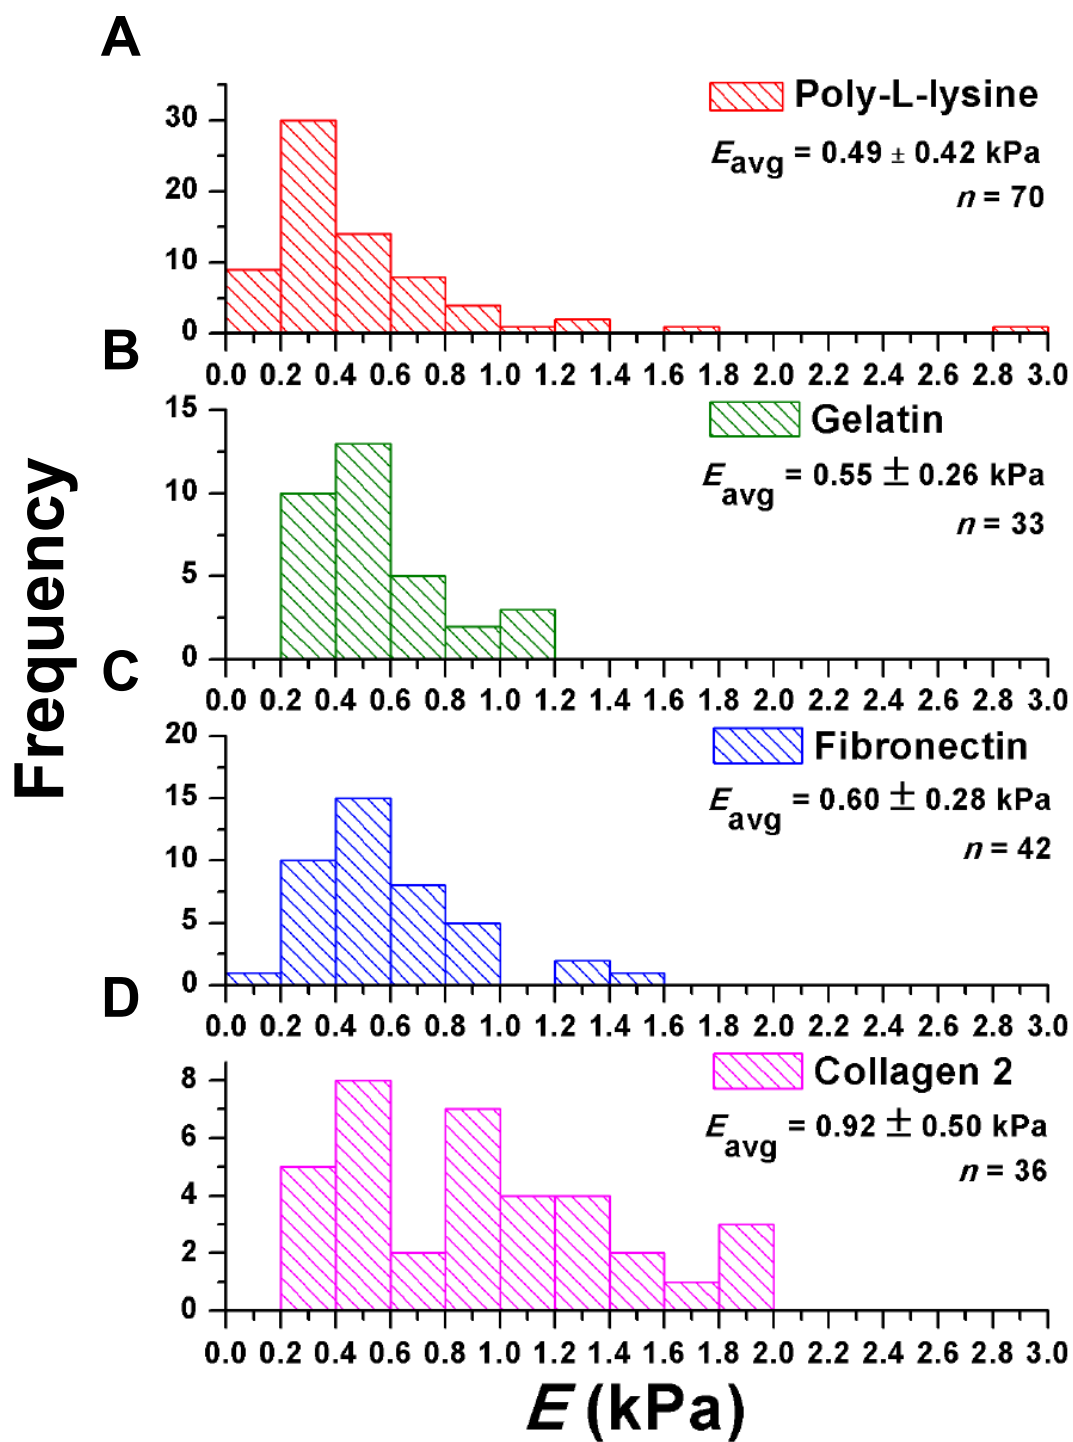 A
30
20
10
0
Poly-L-lysine
Eavg = 0.49 ± 0.42 kPa
n = 70
0.0 0.2 0.4 0.6 0.8 1.0 1.2 1.4 1.6 1.8 2.0 2.2 2.4 2.6 2.8 3.0
B
15
10
5
0
Gelatin
Eavg = 0.55 ± 0.26 kPa
n = 33
0.0 0.2 0.4 0.6 0.8 1.0 1.2 1.4 1.6 1.8 2.0 2.2 2.4 2.6 2.8 3.0
Frequency
C
20
15
10
5
0
Fibronectin
Eavg = 0.60 ± 0.28 kPa
n = 42
0.0 0.2 0.4 0.6 0.8 1.0 1.2 1.4 1.6 1.8 2.0 2.2 2.4 2.6 2.8 3.0
D
8
6
4
2
0
Collagen 2
Eavg = 0.92 ± 0.50 kPa
n = 36
0.0 0.2 0.4 0.6 0.8 1.0 1.2 1.4 1.6 1.8 2.0 2.2 2.4 2.6 2.8 3.0
E (kPa)